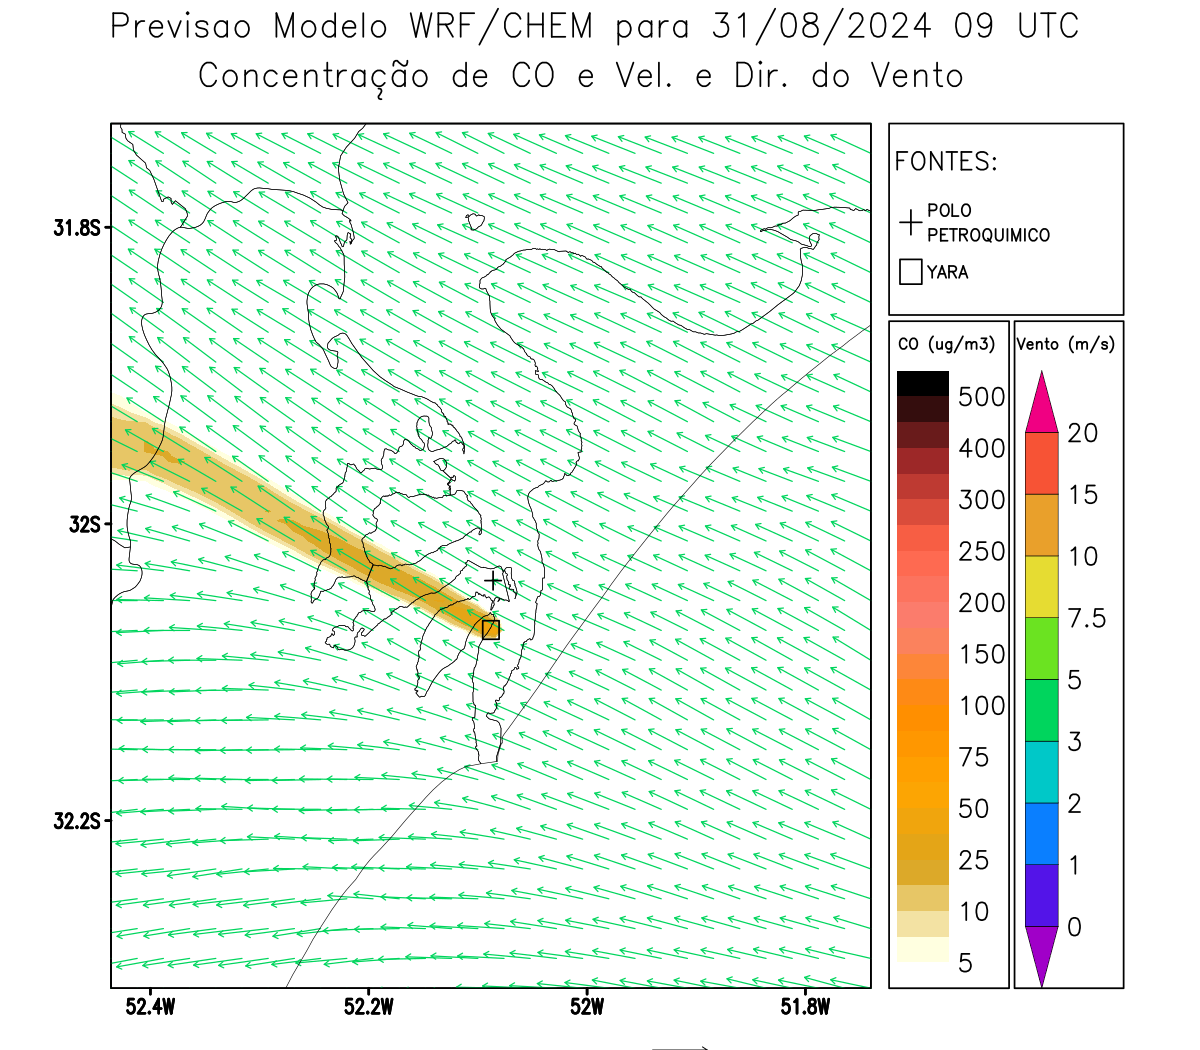 Previsao Modelo WRF/CHEM para 31/08/2024 09 UTC
Concentração de CO e Vel. e Dir. do Vento
FONTES:
POLO
PETROQUIMICO
YARA
CO (ug/m3)
500
400
300
250
200
150
100
75
50
25
10
5
Vento (m/s)
20
15
10
7.5
5
3
2
1
0
31.8S
32S
32.2S
52.4W
52.2W
52W
51.8W